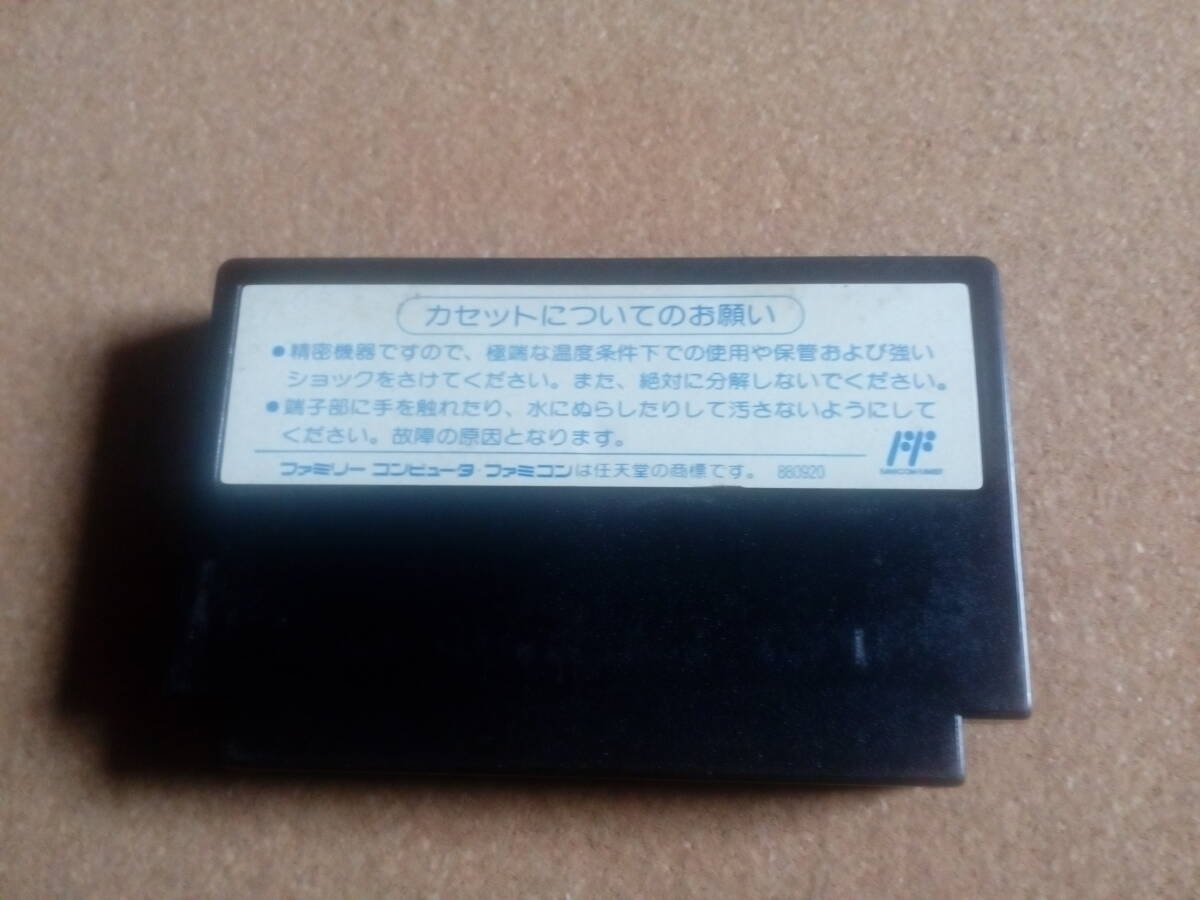 カセットについてのお願い
●精密機器ですので、極端な温度条件下での使用や保管および強い
ショックをさけてください。また、絶対に分解しないでください。
●端子部に手を触れたり、水にぬらしたりして汚さないようにして
ください。故障の原因となります。
ファミリー コンピュータ・ファミコンは任天堂の商標です。 880920